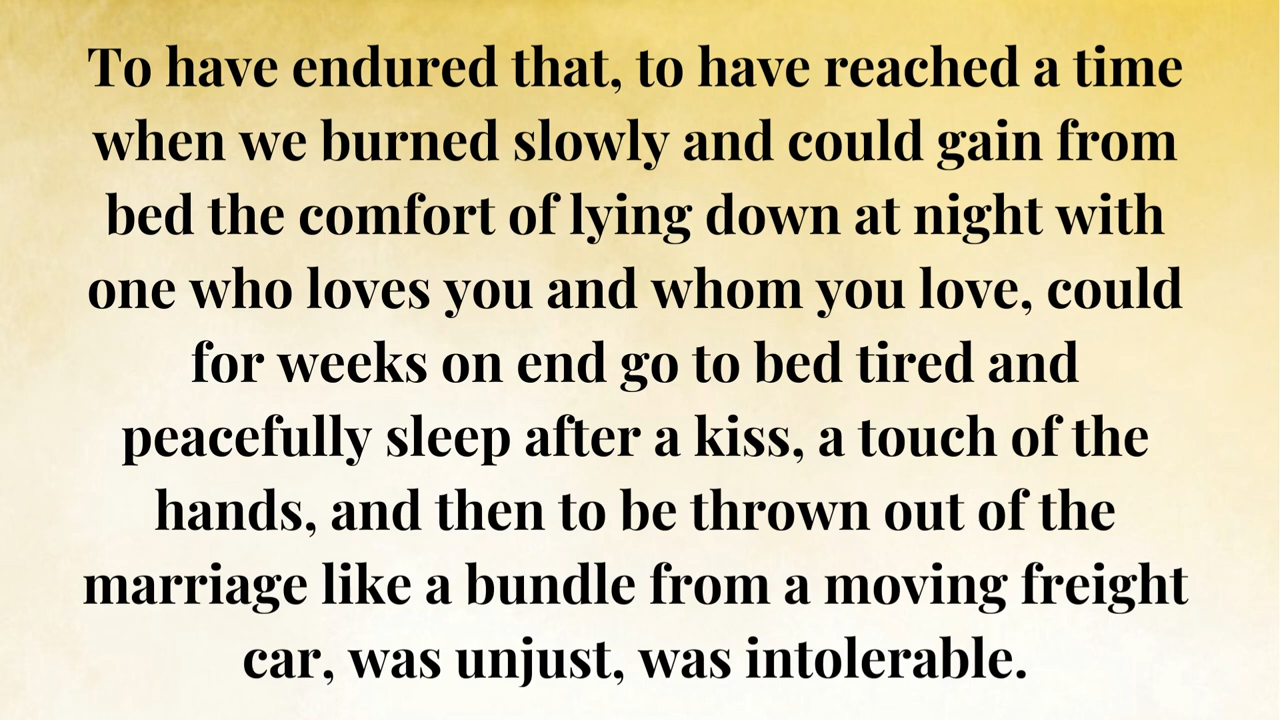 To have endured that, to have reached a time
when we burned slowly and could gain from
bed the comfort of lying down at night with
one who loves you and whom you love, could
for weeks on end go to bed tired and
peacefully sleep after a kiss, a touch of the
hands, and then to be thrown out of the
marriage like a bundle from a moving freight
car, was unjust, was intolerable.